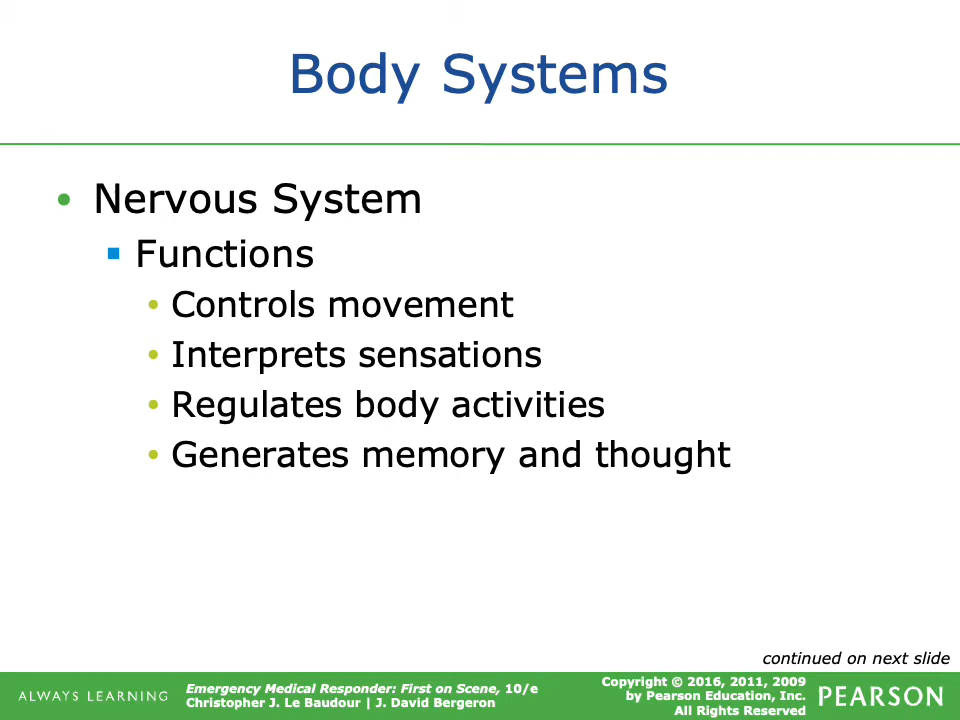 Body Systems
• Nervous System
▪ Functions
• Controls movement
• Interprets sensations
• Regulates body activities
• Generates memory and thought
continued on next slide
ALWAYS LEARNING
Emergency Medical Responder: First on Scene, 10/e
Christopher J. Le Baudour | J. David Bergeron
Copyright © 2016, 2011, 2009
by Pearson Education, Inc.
All Rights Reserved
PEARSON